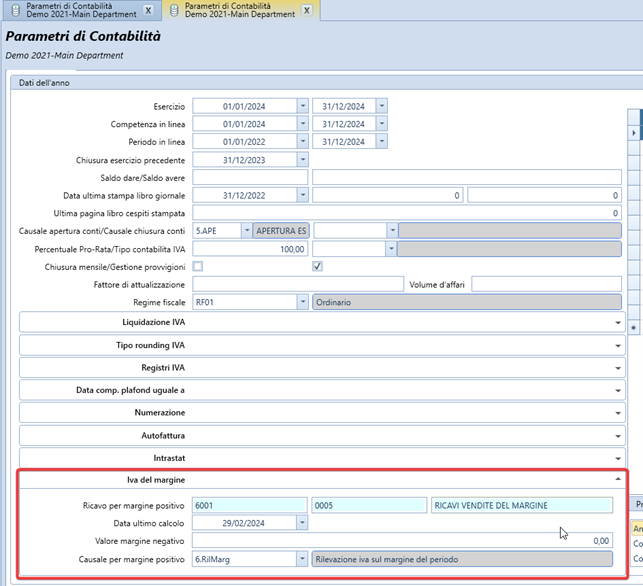 Parametri di Contabilità
Demo 2021-Main Department
X
Parametri di Contabilità
Demo 2021-Main Department
X
Parametri di Contabilità
Demo 2021-Main Department
Dati dell'anno
Esercizio 01/01/2024 31/12/2024
Competenza in linea 01/01/2024 31/12/2024
Periodo in linea 01/01/2022 31/12/2024
Chiusura esercizio precedente 31/12/2023
Saldo dare/Saldo avere
Data ultima stampa libro giornale 31/12/2022 0 0
Ultima pagina libro cespiti stampata 0
Causale apertura conti/Causale chiusura conti 5.APE APERTURA ES
Percentuale Pro-Rata/Tipo contabilita IVA 100,00
Chiusura mensile/Gestione provvigioni
Fattore di attualizzazione Volume d'affari
Regime fiscale RF01 Ordinario
Liquidazione IVA
Tipo rounding IVA
Registri IVA
Data comp. plafond uguale a
Numerazione
Autofattura
Intrastat
Iva del margine
Ricavo per margine positivo 6001 0005 RICAVI VENDITE DEL MARGINE
Data ultimo calcolo 29/02/2024
Valore margine negativo 0,00
Causale per margine positivo 6.RilMarg Rilevazione iva sul margine del periodo
Pr
An
Co
Co